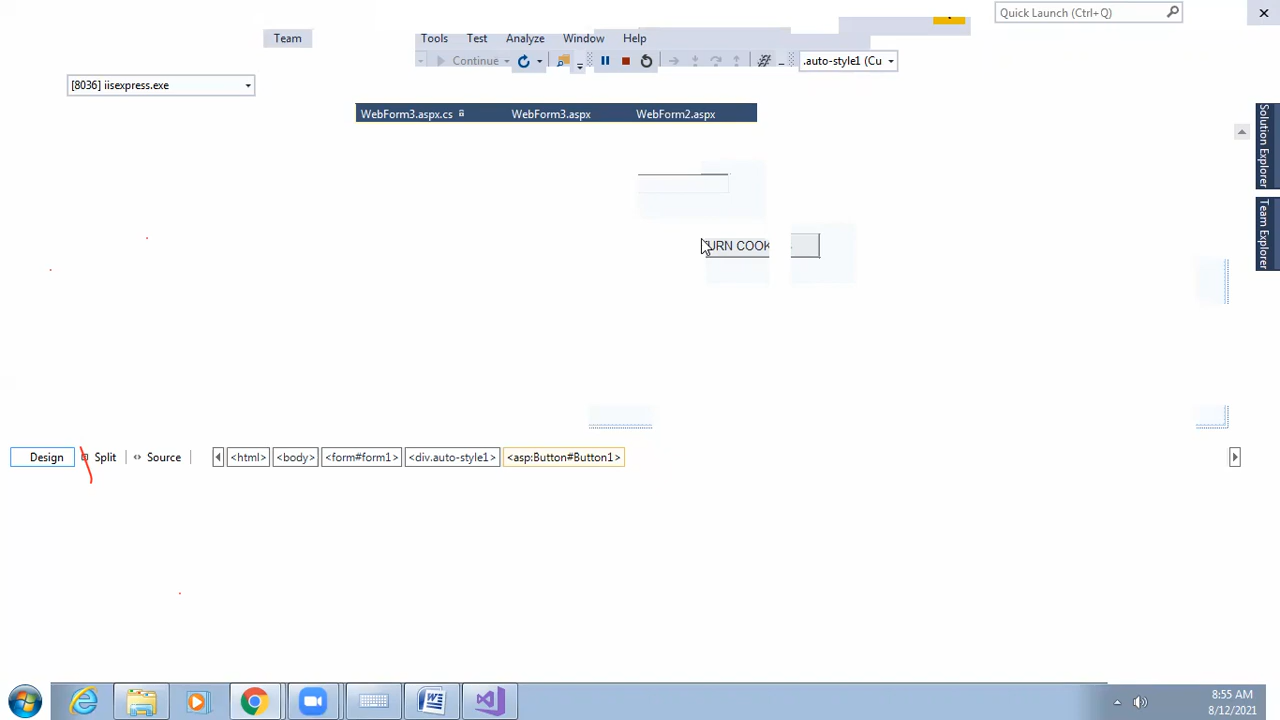 Quick Launch (Ctrl+Q)
Team Tools Test Analyze Window Help
Continue .auto-style1 (Cu
[8036] iisexpress.exe
WebForm3.aspx.cs WebForm3.aspx WebForm2.aspx
Solution Explorer
Team Explorer
URN COOK
Design Split Source <html> <body> <form#form1> <div.auto-style1> <asp:Button#Button1>
8:55 AM
8/12/2021